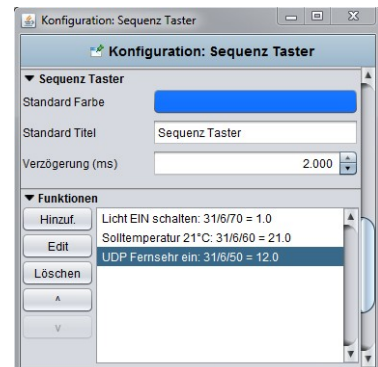 Konfiguration: Sequenz Taster
Konfiguration: Sequenz Taster
▼ Sequenz Taster
Standard Farbe
Standard Titel Sequenz Taster
Verzögerung (ms) 2.000
▼ Funktionen
Hinzuf. Licht EIN schalten: 31/6/70 = 1.0
Edit Solltemperatur 21°C: 31/6/60 = 21.0
Löschen UDP Fernsehr ein: 31/6/50 = 12.0
^
v